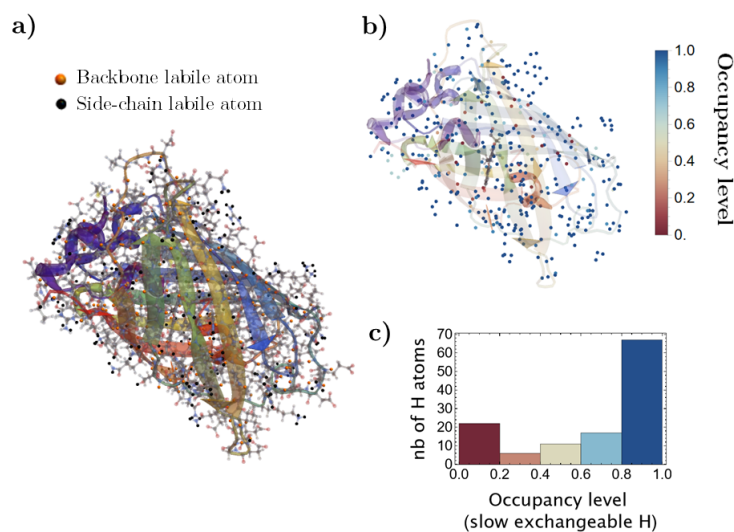 a)
Backbone labile atom
Side-chain labile atom
b)
1.0
0.8
0.6
0.4
0.2
0.
Occupancy level
c)
nb of H atoms
70
60
50
40
30
20
10
0
0.0 0.2 0.4 0.6 0.8 1.0
Occupancy level
(slow exchangeable H)